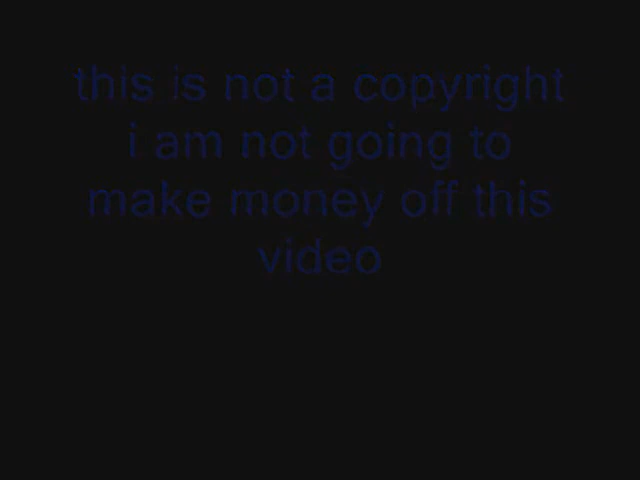 this is not a copyright
i am not going to
make money off this
video